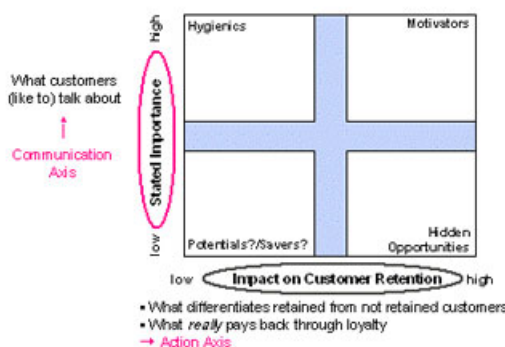 high
Hygienics
Motivators
What customers
(like to) talk about
Communication
Axis
Stated Importance
low
Potentials?/Savers?
Hidden
Opportunities
low
Impact on Customer Retention
high
▪ What differentiates retained from not retained customers
▪ What really pays back through loyalty
→ Action Axis